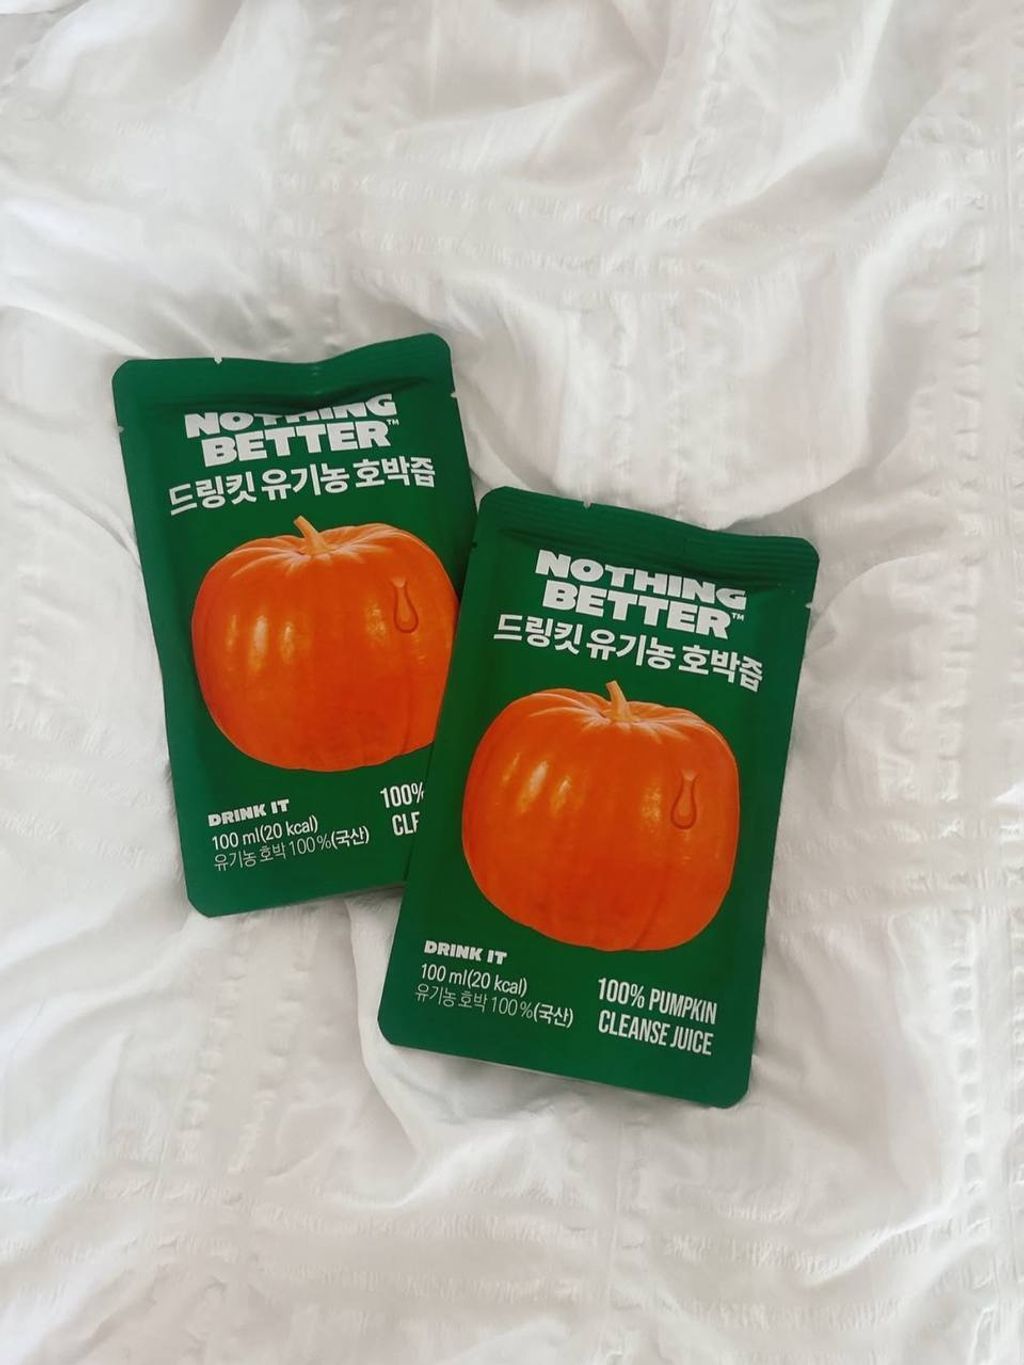 NOTHING
BETTER™
드링킷 유기농 호박즙
DRINK IT
100 ml(20 kcal)
유기농 호박 100%(국산)
100%
CLE
NOTHING
BETTER™
드링킷 유기농 호박즙
DRINK IT
100 ml(20 kcal)
유기농 호박 100%(국산)
100% PUMPKIN
CLEANSE JUICE